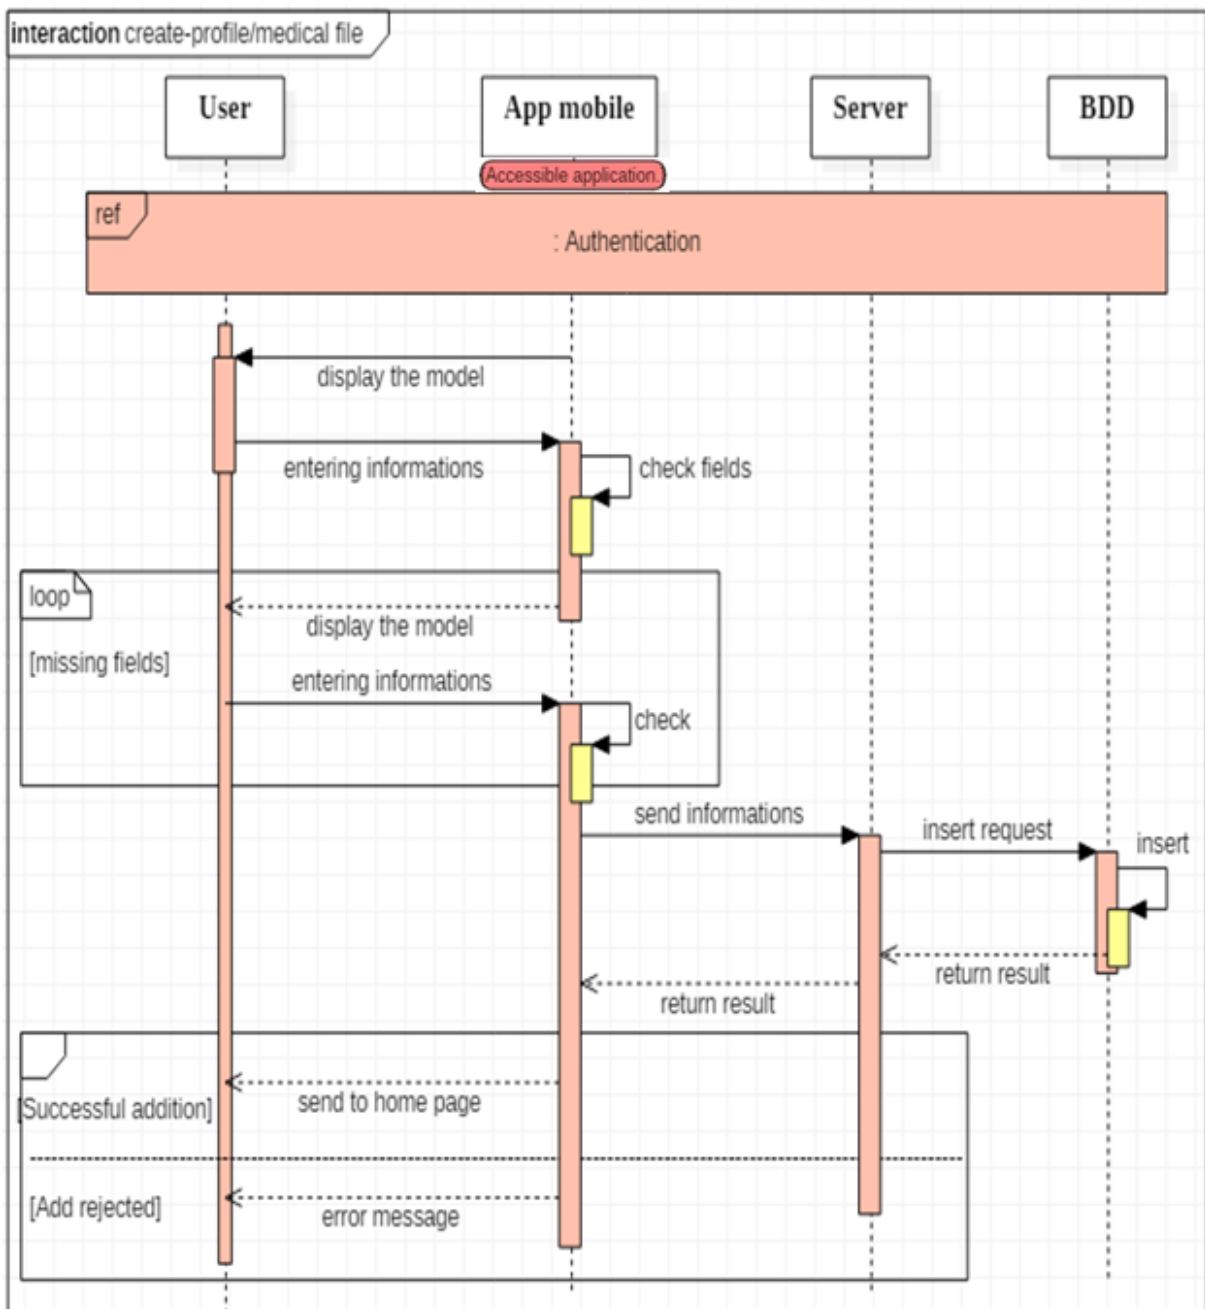 interaction create-profile/medical file
User
App mobile
Server
BDD
Accessible application.
ref
: Authentication
display the model
entering informations
check fields
loop
display the model
[missing fields]
entering informations
check
send informations
insert request
insert
return result
return result
send to home page
[Successful addition]
[Add rejected]
error message